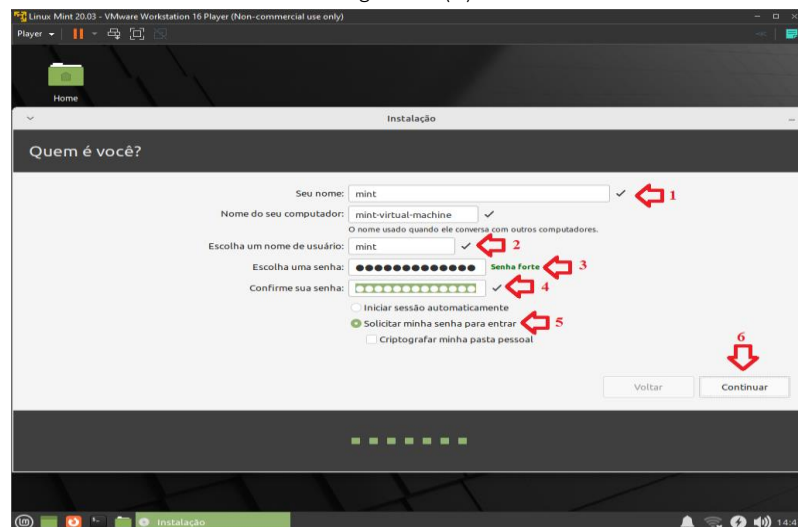 Linux Mint 20.03 - VMware Workstation 16 Player (Non-commercial use only)
Player
Home
Instalação
Quem é você?
Seu nome: mint 1
Nome do seu computador: mint-virtual-machine
O nome usado quando ele conversa com outros computadores.
Escolha um nome de usuário: mint 2
Escolha uma senha: Senha forte 3
Confirme sua senha: 4
Iniciar sessão automaticamente
Solicitar minha senha para entrar 5
Criptografar minha pasta pessoal
6
Voltar Continuar
Instalação